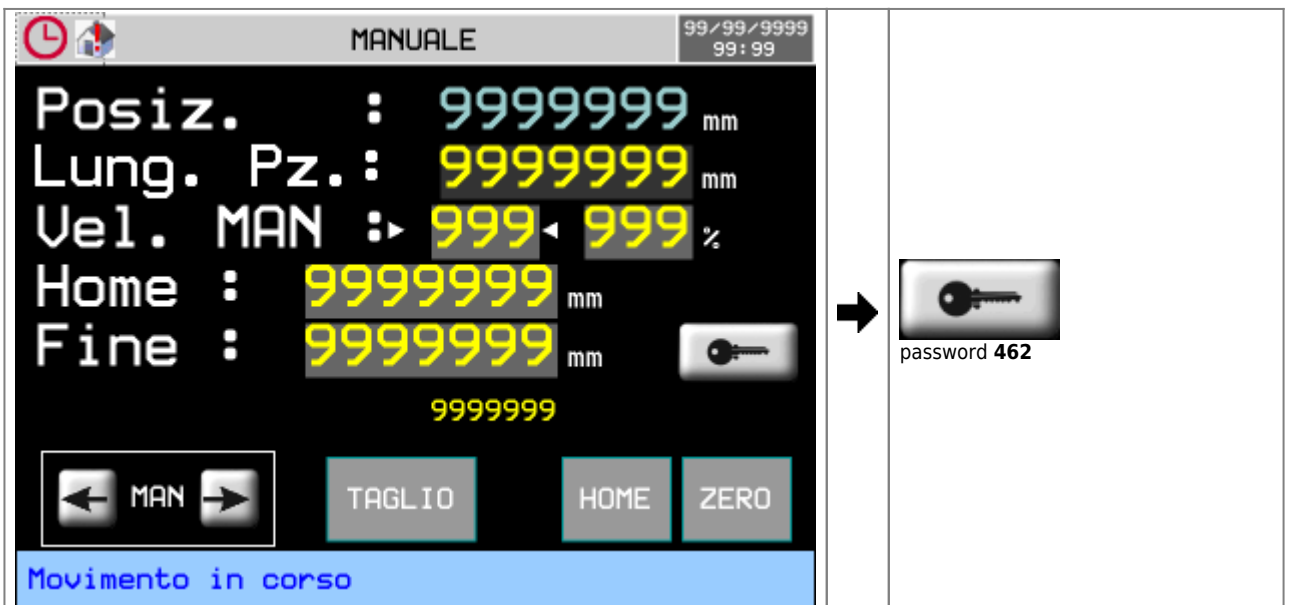 MANUALE
99/99/9999
99:99
Posiz. : 9999999 mm
Lung. Pz.: 9999999 mm
Vel. MAN : 999 999 %
Home : 9999999 mm
Fine : 9999999 mm
9999999
MAN
TAGLIO
HOME
ZERO
Movimento in corso
password 462